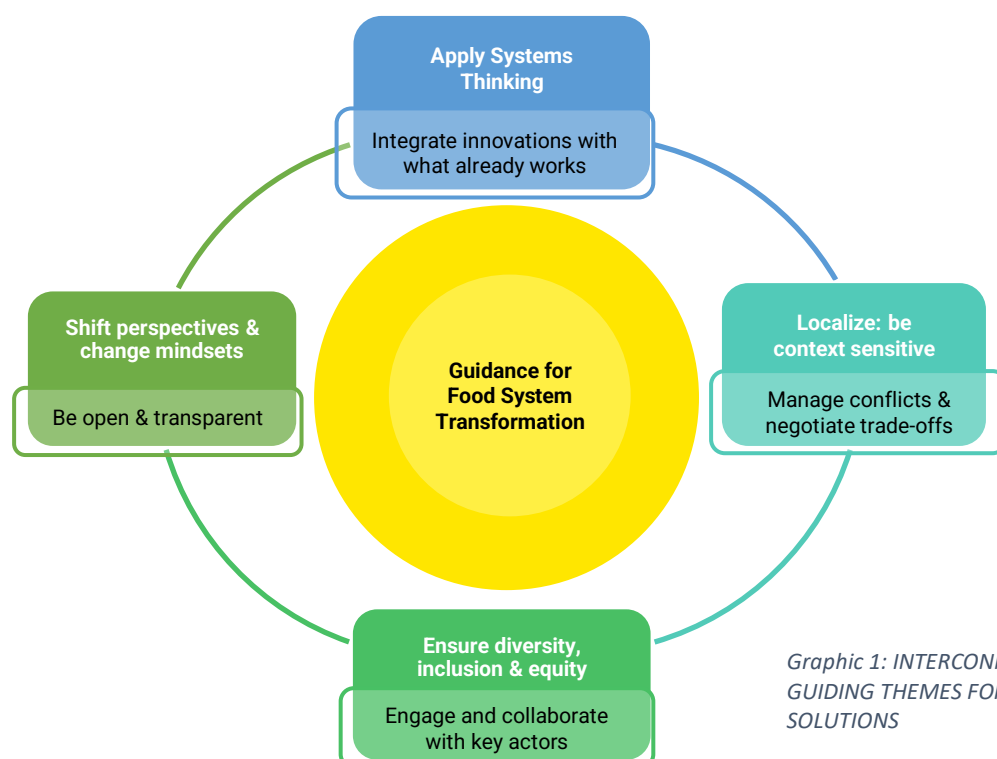 Apply Systems
Thinking
Integrate innovations with
what already works
Shift perspectives &
change mindsets
Be open & transparent
Guidance for
Food System
Transformation
Localize: be
context sensitive
Manage conflicts &
negotiate trade-offs
Ensure diversity,
inclusion & equity
Engage and collaborate
with key actors
Graphic 1:
GUIDING THEMES
SOLUTIONS